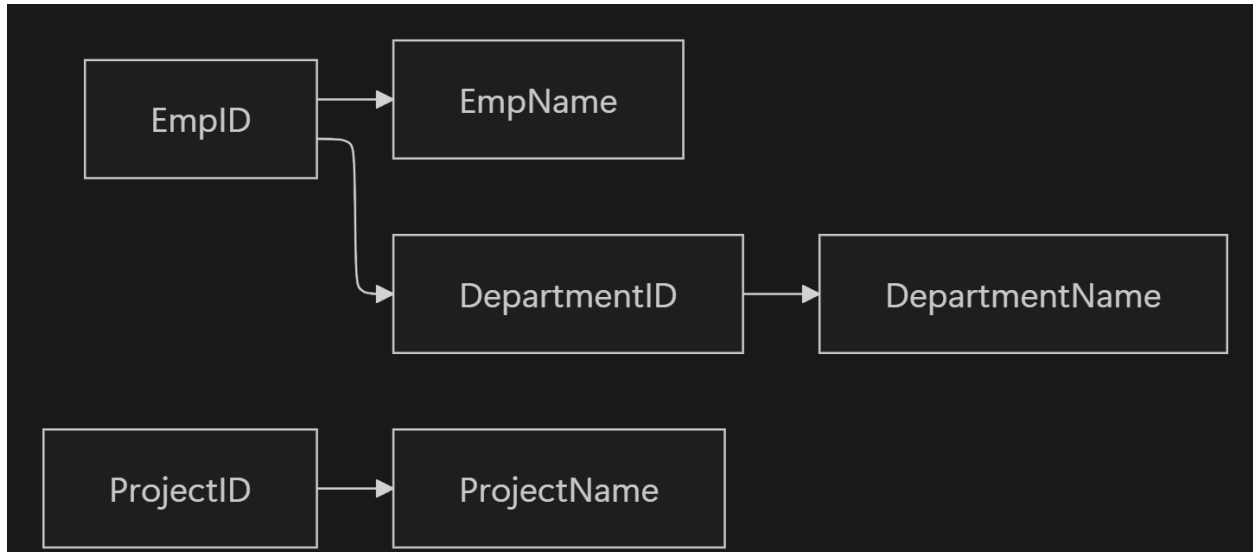 EmpID
EmpName
DepartmentID
DepartmentName
ProjectID
ProjectName